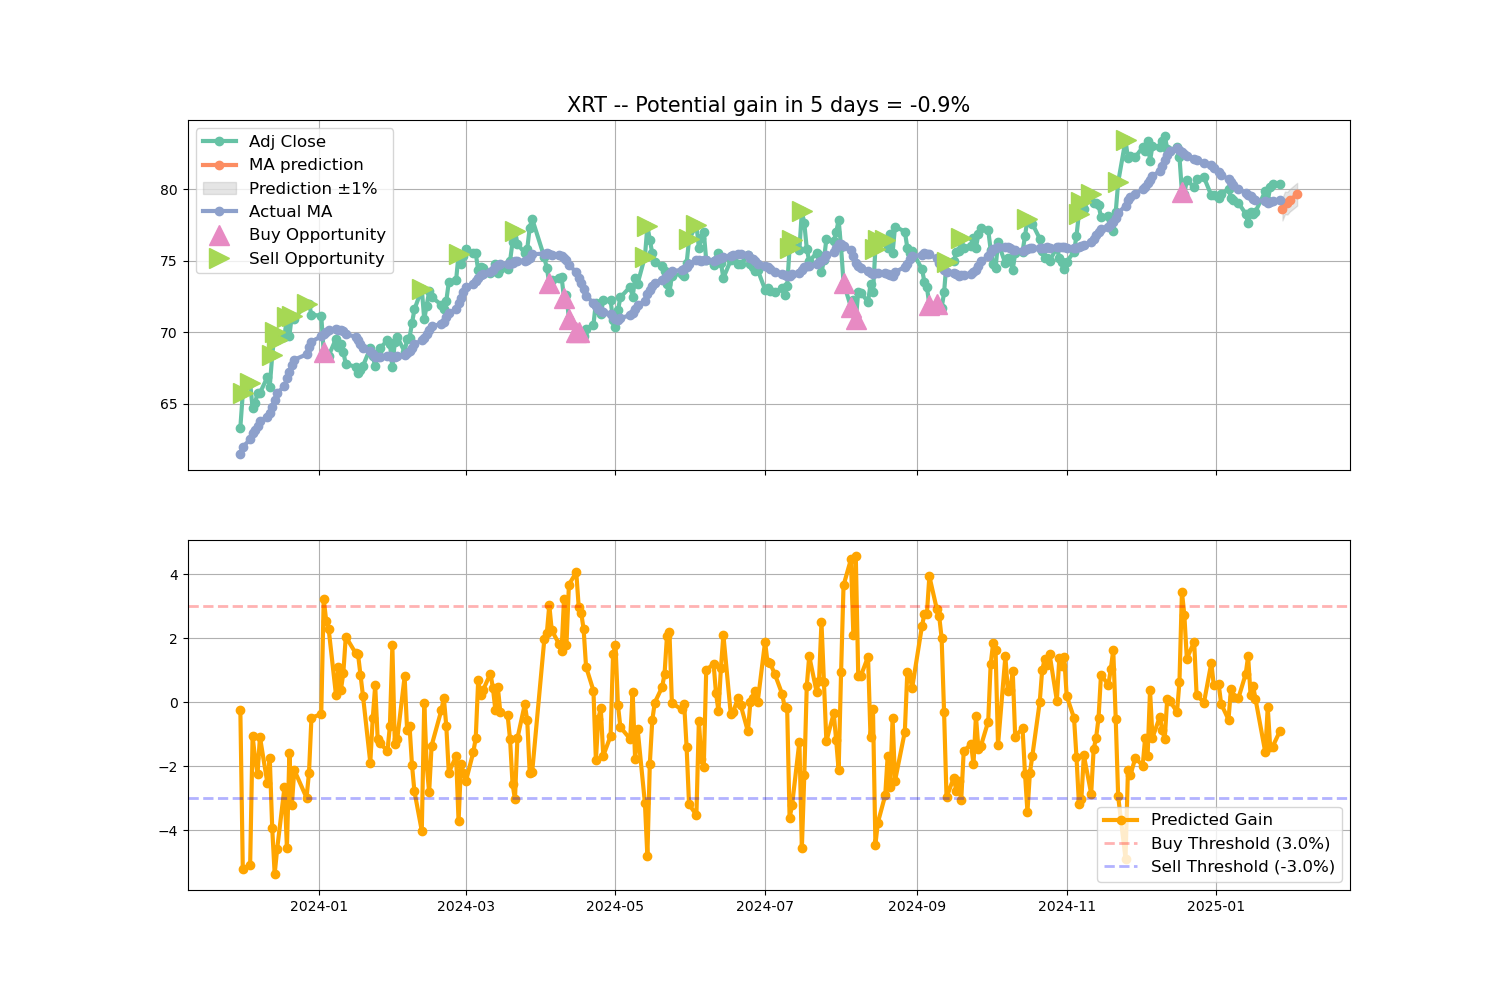 XRT -- Potential gain in 5 days = -0.9%
Adj Close
MA prediction
Prediction ±1%
Actual MA
Buy Opportunity
Sell Opportunity
80
75
70
65
4
2
0
−2
−4
Predicted Gain
Buy Threshold (3.0%)
Sell Threshold (-3.0%)
2024-01 2024-03 2024-05 2024-07 2024-09 2024-11 2025-01